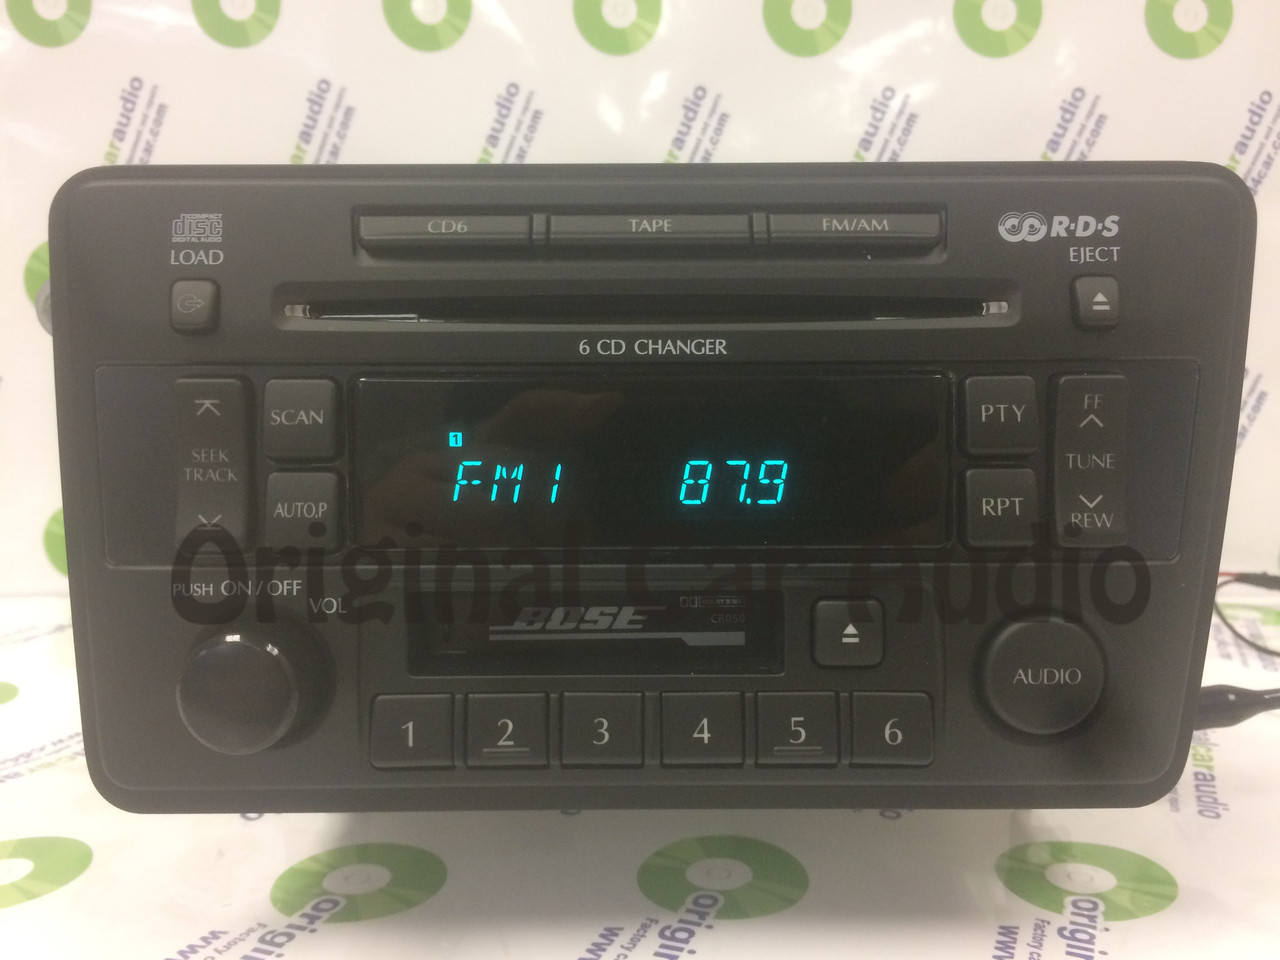 COMPACT
disc
DIGITAL AUDIO
LOAD
CD6
TAPE
FM/AM
R·D·S
EJECT
6 CD CHANGER
SEEK
TRACK
SCAN
AUTO.P
1
FM1 87.9
PTY
RPT
FF
TUNE
REW
Original Car Audio
PUSH ON/OFF
VOL
BOSE
CR050
AUDIO
1 2 3 4 5 6